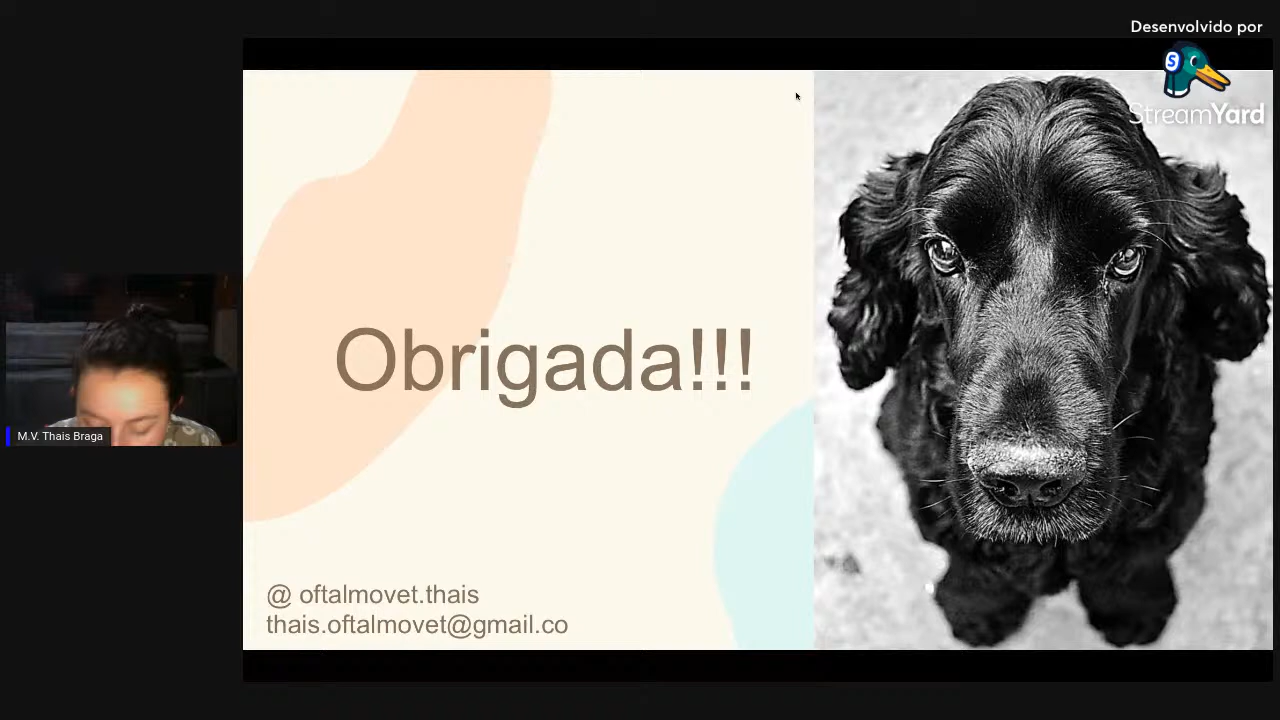 Desenvolvido por
S
StreamYard
Obrigada!!!
M.V. Thais Braga
@ oftalmovet.thais
thais.oftalmovet@gmail.co